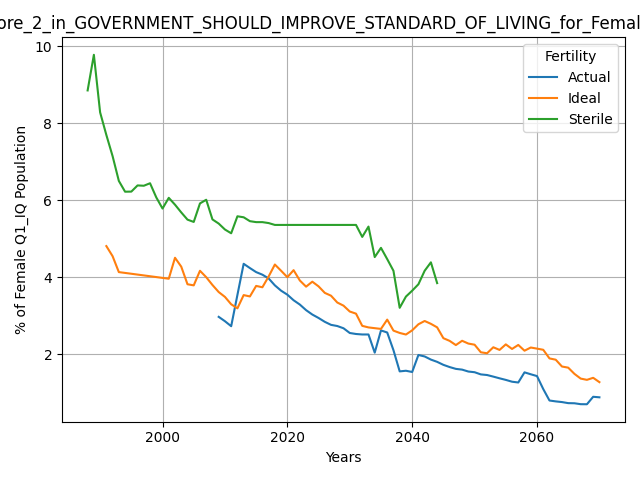 ore_2_in_GOVERNMENT_SHOULD_IMPROVE_STANDARD_OF_LIVING_for_Femal
% of Female Q1_IQ Population
10
8
6
4
2
2000
2020
2040
2060
Years
Fertility
Actual
Ideal
Sterile